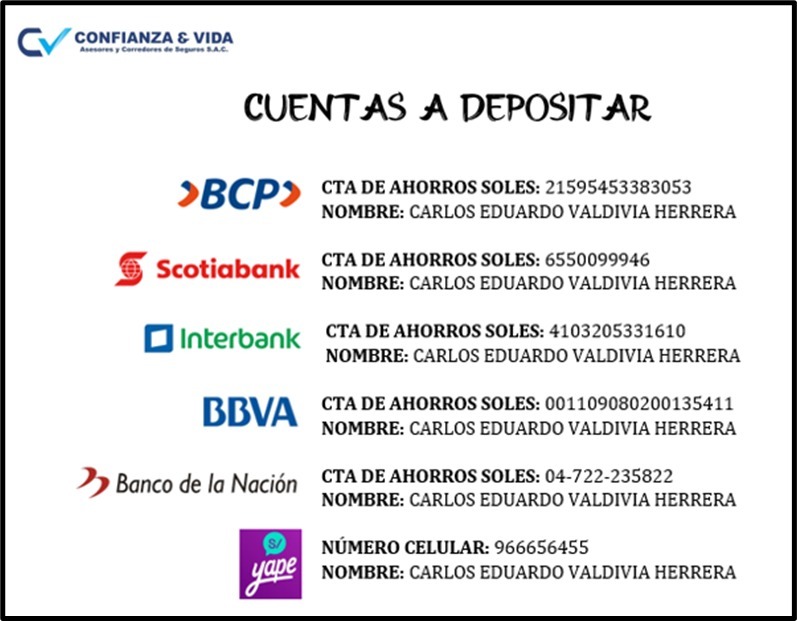 CV CONFIANZA & VIDA
Asesores y Corredores de Seguros S.A.C.
CUENTAS A DEPOSITAR
BCP
CTA DE AHORROS SOLES: 21595453383053
NOMBRE: CARLOS EDUARDO VALDIVIA HERRERA
Scotiabank
CTA DE AHORROS SOLES: 6550099946
NOMBRE: CARLOS EDUARDO VALDIVIA HERRERA
Interbank
CTA DE AHORROS SOLES: 4103205331610
NOMBRE: CARLOS EDUARDO VALDIVIA HERRERA
BBVA
CTA DE AHORROS SOLES: 001109080200135411
NOMBRE: CARLOS EDUARDO VALDIVIA HERRERA
Banco de la Nación
CTA DE AHORROS SOLES: 04-722-235822
NOMBRE: CARLOS EDUARDO VALDIVIA HERRERA
S/
yape
NÚMERO CELULAR: 966656455
NOMBRE: CARLOS EDUARDO VALDIVIA HERRERA